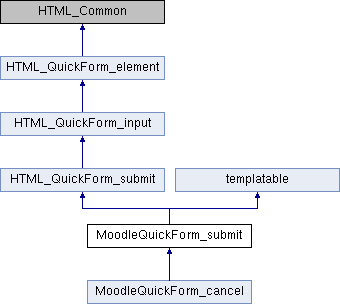 HTML_Common
HTML_QuickForm_element
HTML_QuickForm_input
HTML_QuickForm_submit
templatable
MoodleQuickForm_submit
MoodleQuickForm_cancel